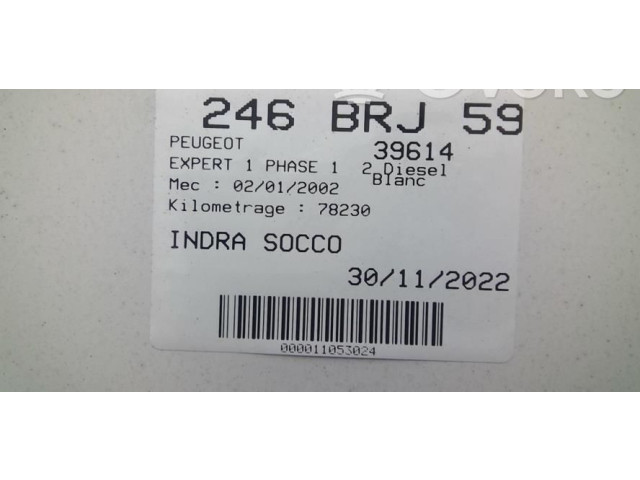 246 BRJ 59
PEUGEOT 39614
EXPERT 1 PHASE 1 2 Diesel
Blanc
Mec : 02/01/2002
Kilometrage : 78230
INDRA SOCCO
30/11/2022
000011053024